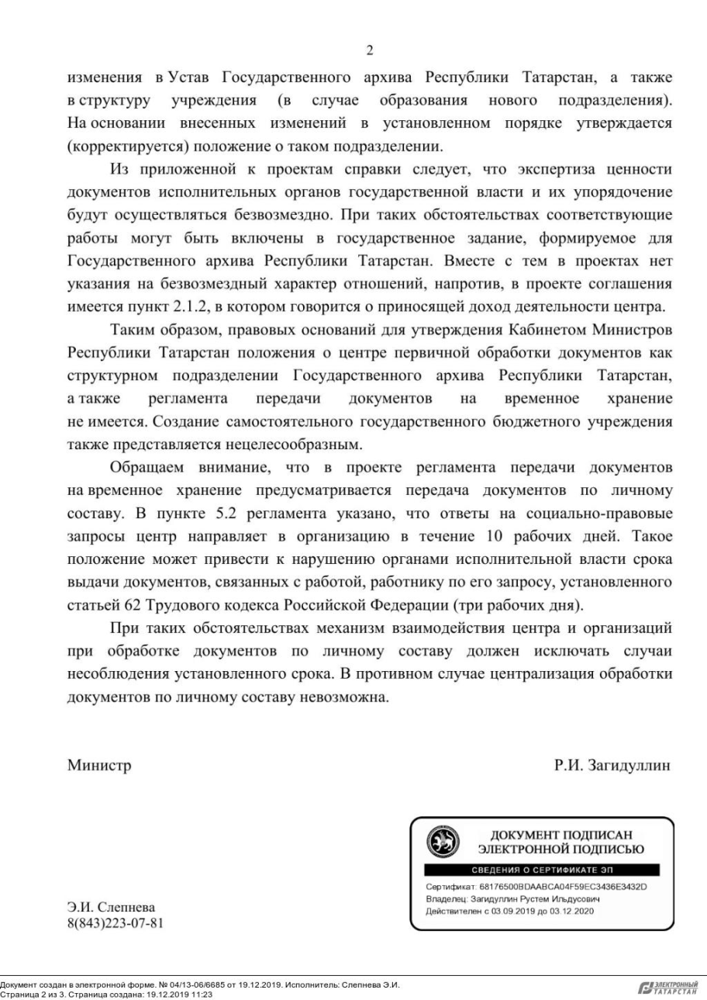 2
изменения в Устав Государственного архива Республики Татарстан, а также
в структуру учреждения (в случае образования нового подразделения).
На основании внесенных изменений в установленном порядке утверждается
(корректируется) положение о таком подразделении.
Из приложенной к проектам справки следует, что экспертиза ценности
документов исполнительных органов государственной власти и их упорядочение
будут осуществляться безвозмездно. При таких обстоятельствах соответствующие
работы могут быть включены в государственное задание, формируемое для
Государственного архива Республики Татарстан. Вместе с тем в проектах нет
указания на безвозмездный характер отношений, напротив, в проекте соглашения
имеется пункт 2.1.2, в котором говорится о приносящей доход деятельности центра.
Таким образом, правовых оснований для утверждения Кабинетом Министров
Республики Татарстан положения о центре первичной обработки документов как
структурном подразделении Государственного архива Республики Татарстан,
а также регламента передачи документов на временное хранение
не имеется. Создание самостоятельного государственного бюджетного учреждения
также представляется нецелесообразным.
Обращаем внимание, что в проекте регламента передачи документов
на временное хранение предусматривается передача документов по личному
составу. В пункте 5.2 регламента указано, что ответы на социально-правовые
запросы центр направляет в организацию в течение 10 рабочих дней. Такое
положение может привести к нарушению органами исполнительной власти срока
выдачи документов, связанных с работой, работнику по его запросу, установленного
статьей 62 Трудового кодекса Российской Федерации (три рабочих дня).
При таких обстоятельствах механизм взаимодействия центра и организаций
при обработке документов по личному составу должен исключать случаи
несоблюдения установленного срока. В противном случае централизация обработки
документов по личному составу невозможна.
Министр Р.И. Загидуллин
ДОКУМЕНТ ПОДПИСАН
ЭЛЕКТРОННОЙ ПОДПИСЬЮ
СВЕДЕНИЯ О СЕРТИФИКАТЕ ЭП
Сертификат: 68176500BDAABCA04F59EC3436E3432D
Владелец: Загидуллин Рустем Ильдусович
Действителен с 03.09.2019 до 03.12.2020
Э.И. Слепнева
8(843)223-07-81
Документ создан в электронной форме. № 04/13-06/6685 от 19.12.2019. Исполнитель: Слепнева Э.И.
Страница 2 из 3. Страница создана: 19.12.2019 11:23
ЭЛЕКТРОННЫЙ
ТАТАРСТАН